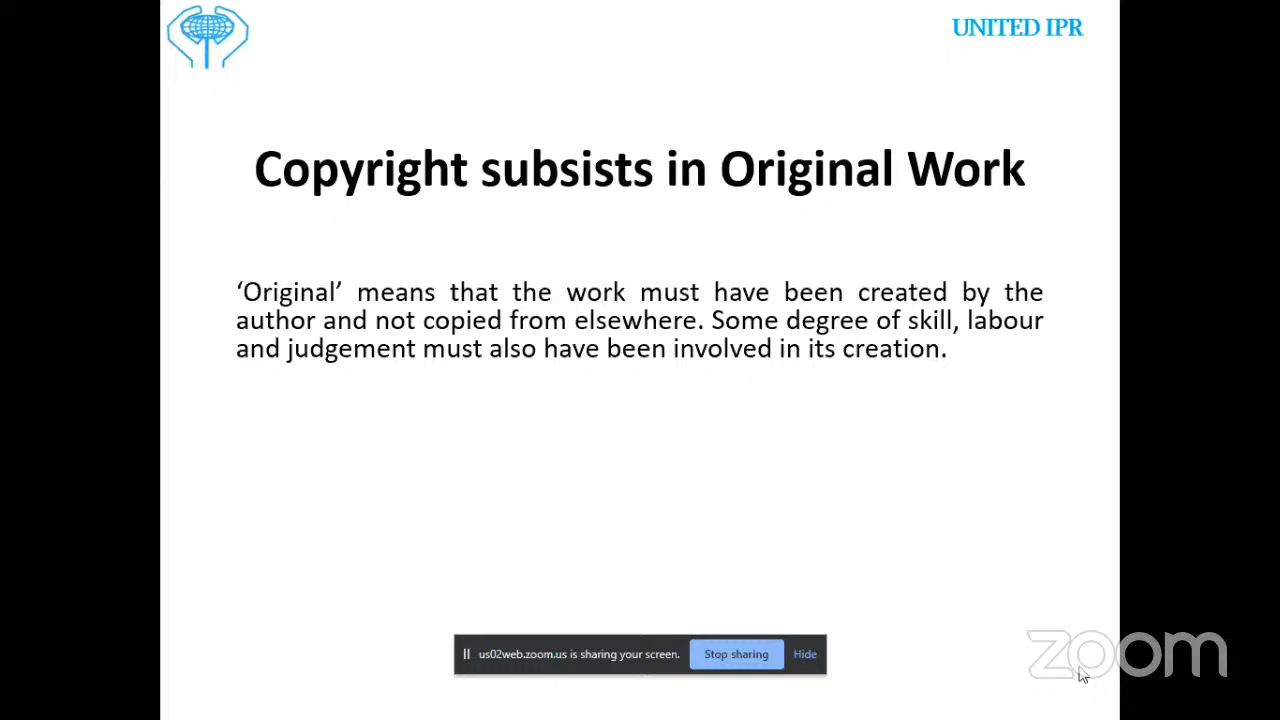 UNITED IPR
Copyright subsists in Original Work
‘Original’ means that the work must have been created by the
author and not copied from elsewhere. Some degree of skill, labour
and judgement must also have been involved in its creation.
us02web.zoom.us is sharing your screen. Stop sharing Hide
zoom